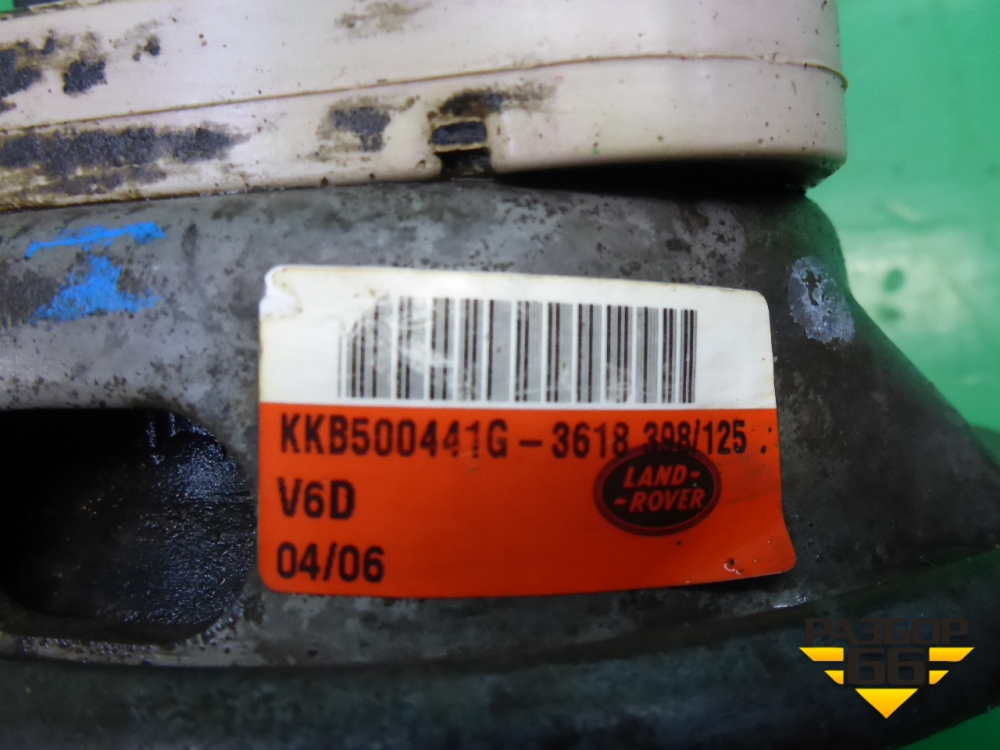 KKB500441G-3618 398/125 :
V6D
LAND-
-ROVER
04/06
РАЗБОР
66